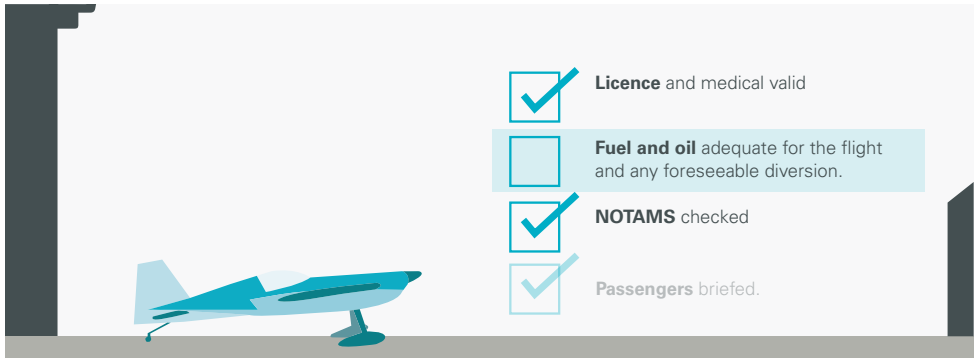 Licence and medical valid
Fuel and oil adequate for the flight
and any foreseeable diversion.
NOTAMS checked
Passengers briefed.